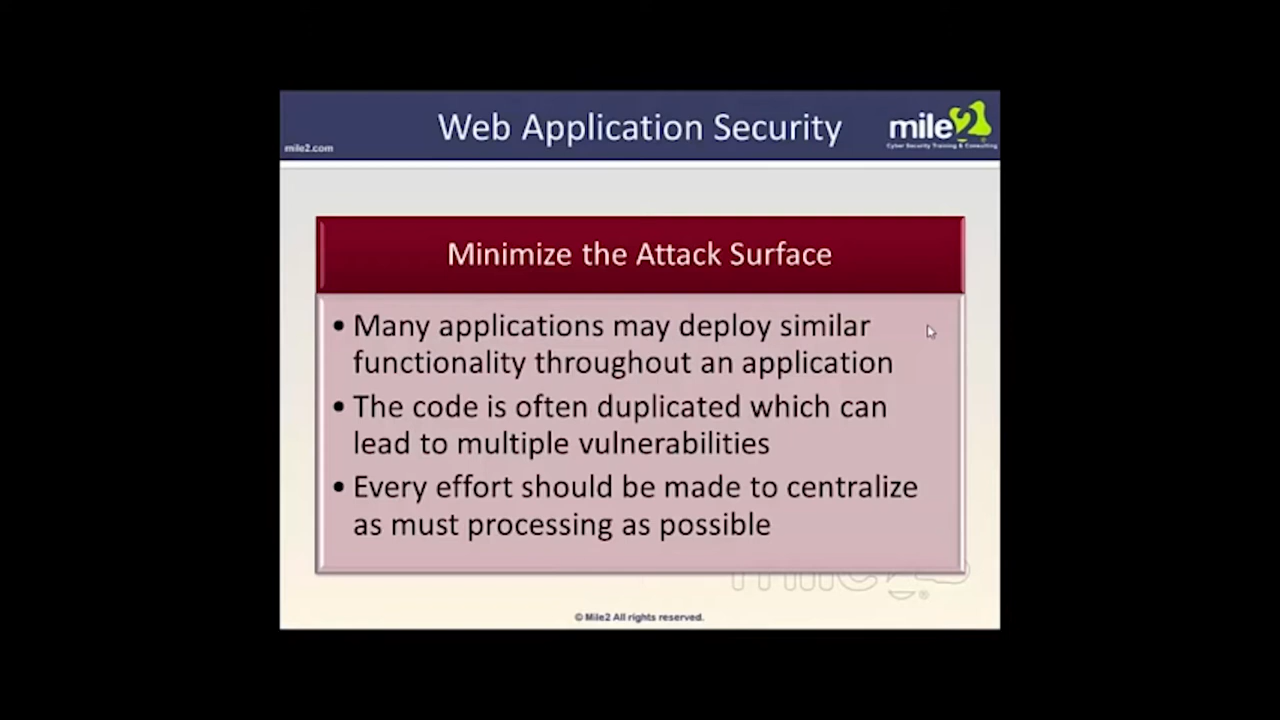 Web Application Security
mile2
Cyber Security Training & Consulting
mile2.com
Minimize the Attack Surface
• Many applications may deploy similar
functionality throughout an application
• The code is often duplicated which can
lead to multiple vulnerabilities
• Every effort should be made to centralize
as must processing as possible
mile2
®
© Mile2 All rights reserved.